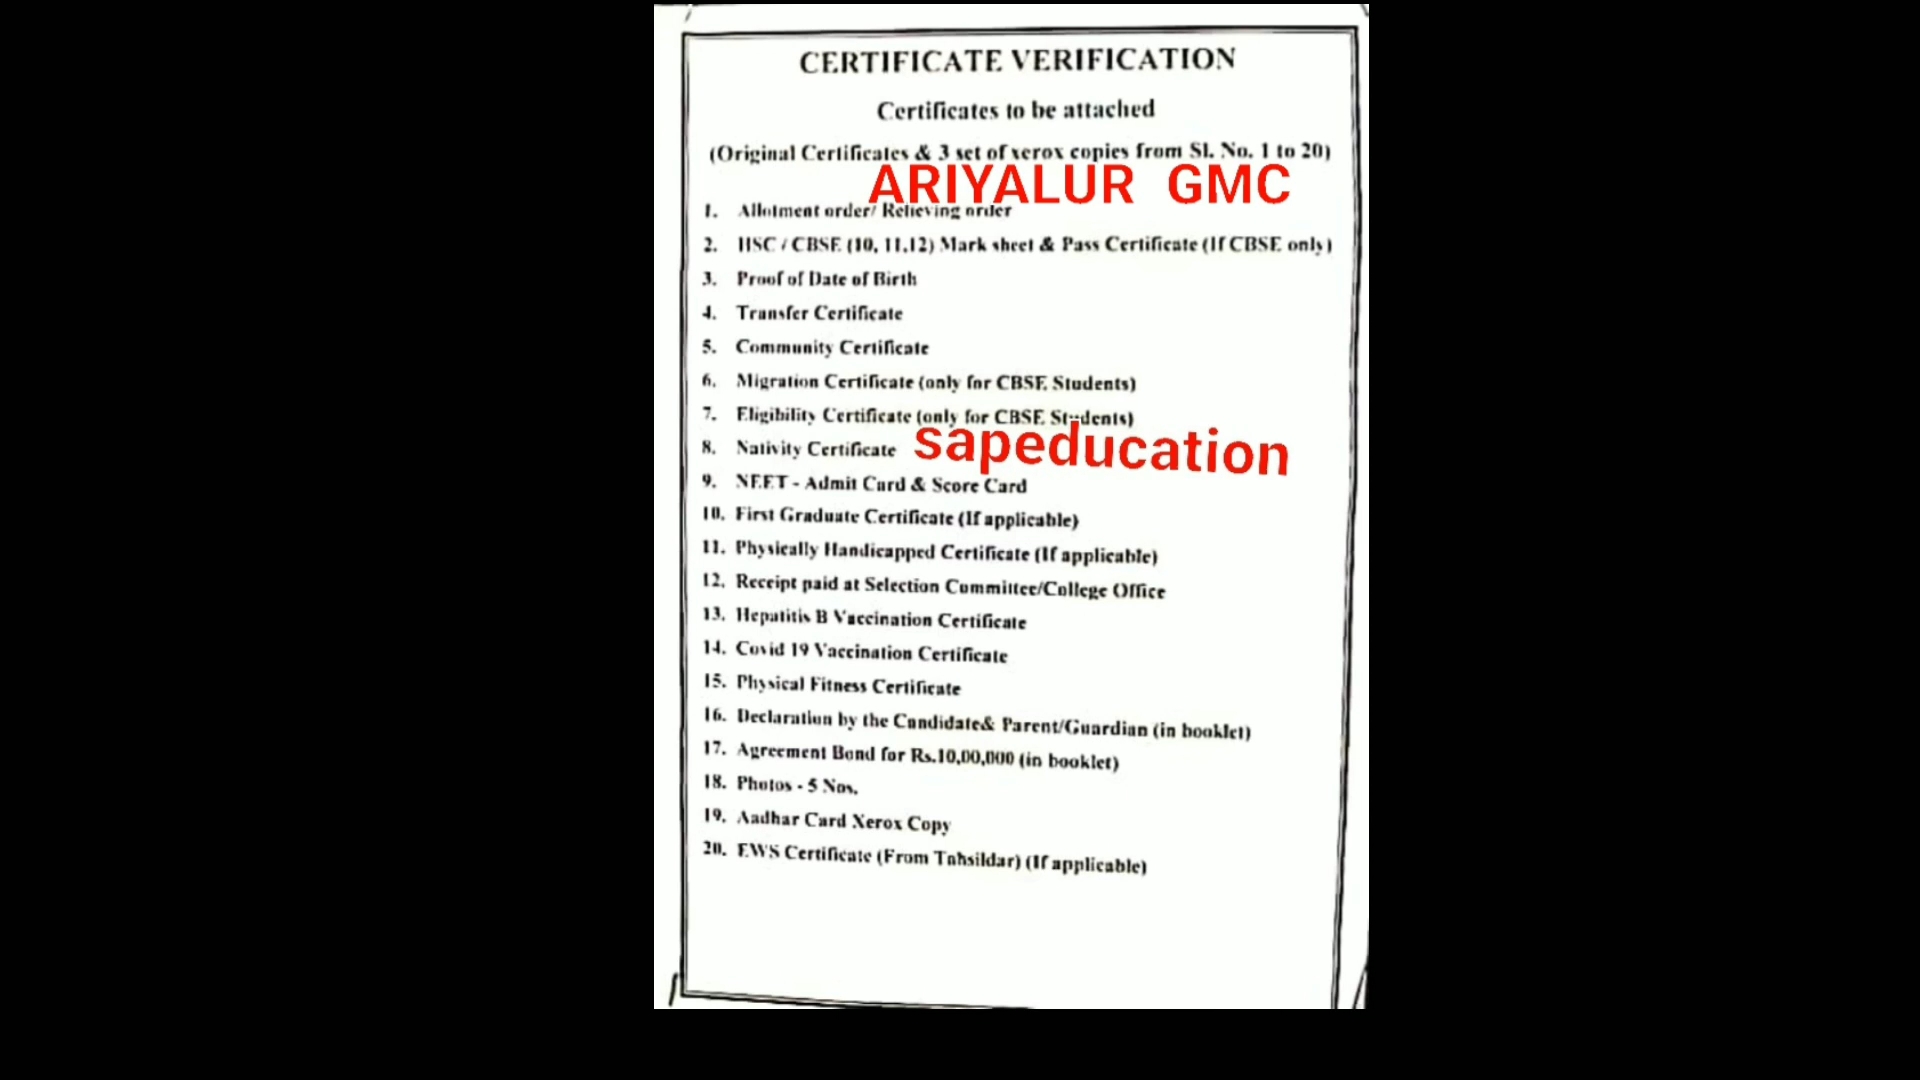 CERTIFICATE VERIFICATION
Certificates to be attached
(Original Certificates & 3 set of xerox copies from Sl. No. 1 to 20)
ARIYALUR GMC
1. Allotment order/ Relieving order
2. HSC / CBSE (10, 11,12) Mark sheet & Pass Certificate (If CBSE only)
3. Proof of Date of Birth
4. Transfer Certificate
5. Community Certificate
6. Migration Certificate (only for CBSE Students)
7. Eligibility Certificate (only for CBSE Students)
8. Nativity Certificate
sapeducation
9. NEET - Admit Card & Score Card
10. First Graduate Certificate (If applicable)
11. Physically Handicapped Certificate (If applicable)
12. Receipt paid at Selection Committee/College Office
13. Hepatitis B Vaccination Certificate
14. Covid 19 Vaccination Certificate
15. Physical Fitness Certificate
16. Declaration by the Candidate& Parent/Guardian (in booklet)
17. Agreement Bond for Rs.10,00,000 (in booklet)
18. Photos - 5 Nos.
19. Aadhar Card Xerox Copy
20. EWS Certificate (From Tahsildar) (If applicable)